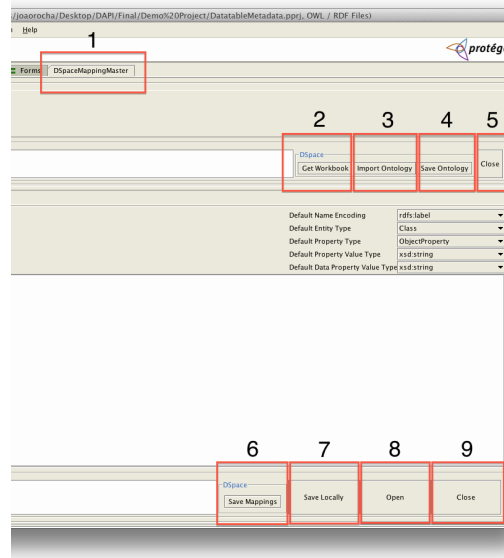 /joaorocha/Desktop/DAPI/Final/Demo%20Project/DatatableMetadata.pprj, OWL / RDF Files)
Help
1
protég
Forms DSpaceMappingMaster
2 3 4 5
DSpace
Get Workbook Import Ontology Save Ontology Close
Default Name Encoding rdfs:label
Default Entity Type Class
Default Property Type ObjectProperty
Default Property Value Type xsd:string
Default Data Property Value Type xsd:string
6 7 8 9
DSpace
Save Mappings Save Locally Open Close